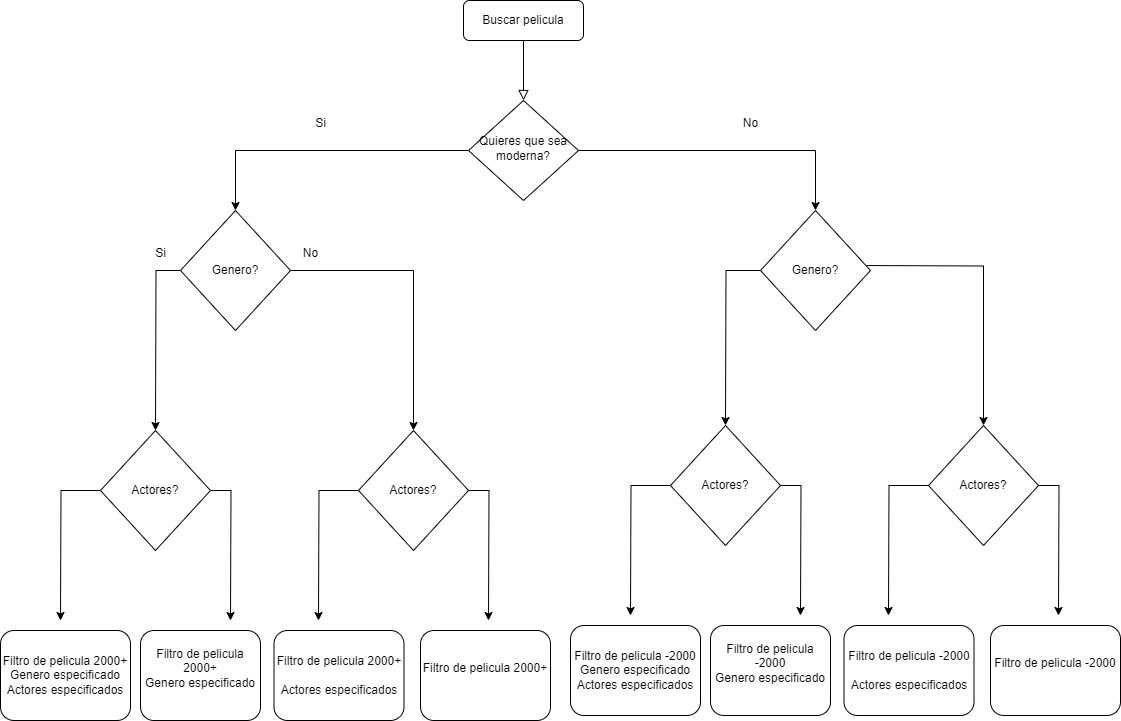 Buscar pelicula
Si
No
Quieres que sea
moderna?
Si
No
Genero?
Genero?
Actores?
Actores?
Actores?
Actores?
Filtro de pelicula 2000+
Genero especificado
Actores especificados
Filtro de pelicula
2000+
Genero especificado
Filtro de pelicula 2000+
Actores especificados
Filtro de pelicula 2000+
Filtro de pelicula -2000
Genero especificado
Actores especificados
Filtro de pelicula
-2000
Genero especificado
Filtro de pelicula -2000
Actores especificados
Filtro de pelicula -2000